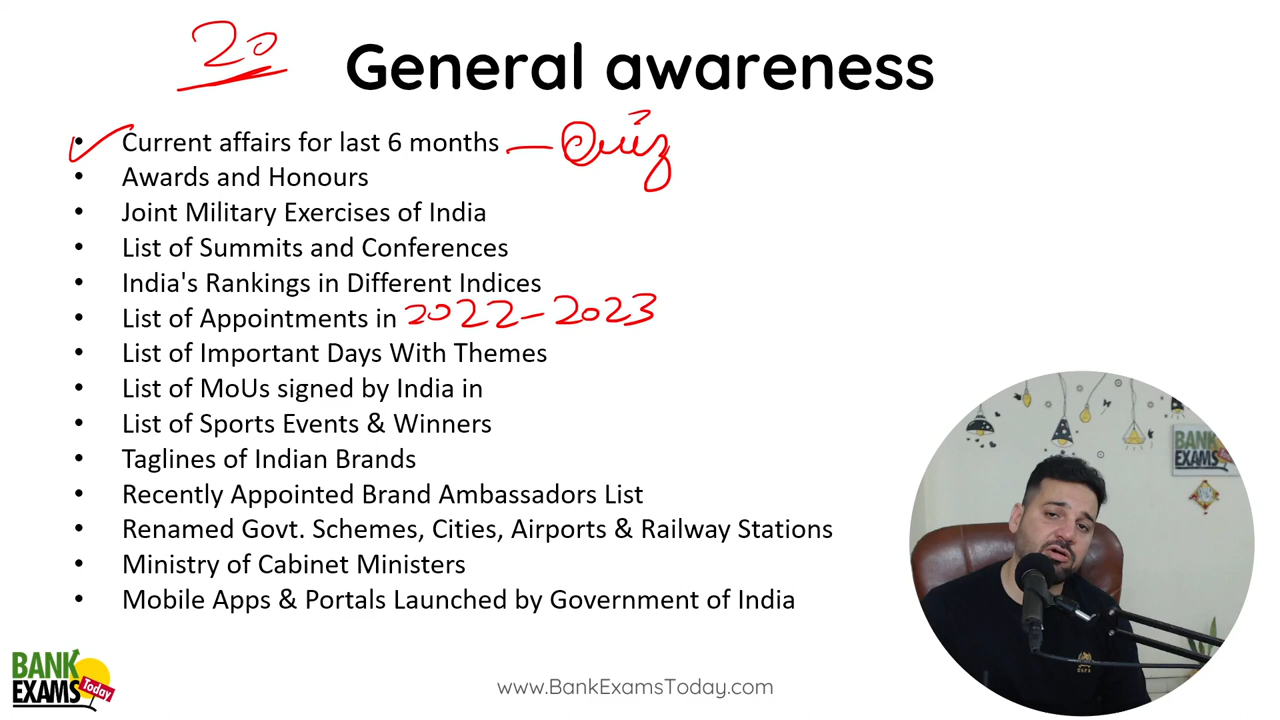 20
General awareness
• Current affairs for last 6 months — Quiz
• Awards and Honours
• Joint Military Exercises of India
• List of Summits and Conferences
• India's Rankings in Different Indices
• List of Appointments in 2022-2023
• List of Important Days With Themes
• List of MoUs signed by India in
• List of Sports Events & Winners
• Taglines of Indian Brands
• Recently Appointed Brand Ambassadors List
• Renamed Govt. Schemes, Cities, Airports & Railway Stations
• Ministry of Cabinet Ministers
• Mobile Apps & Portals Launched by Government of India
BANK
EXAMS
BANK
EXAMS
Today
www.BankExamsToday.com